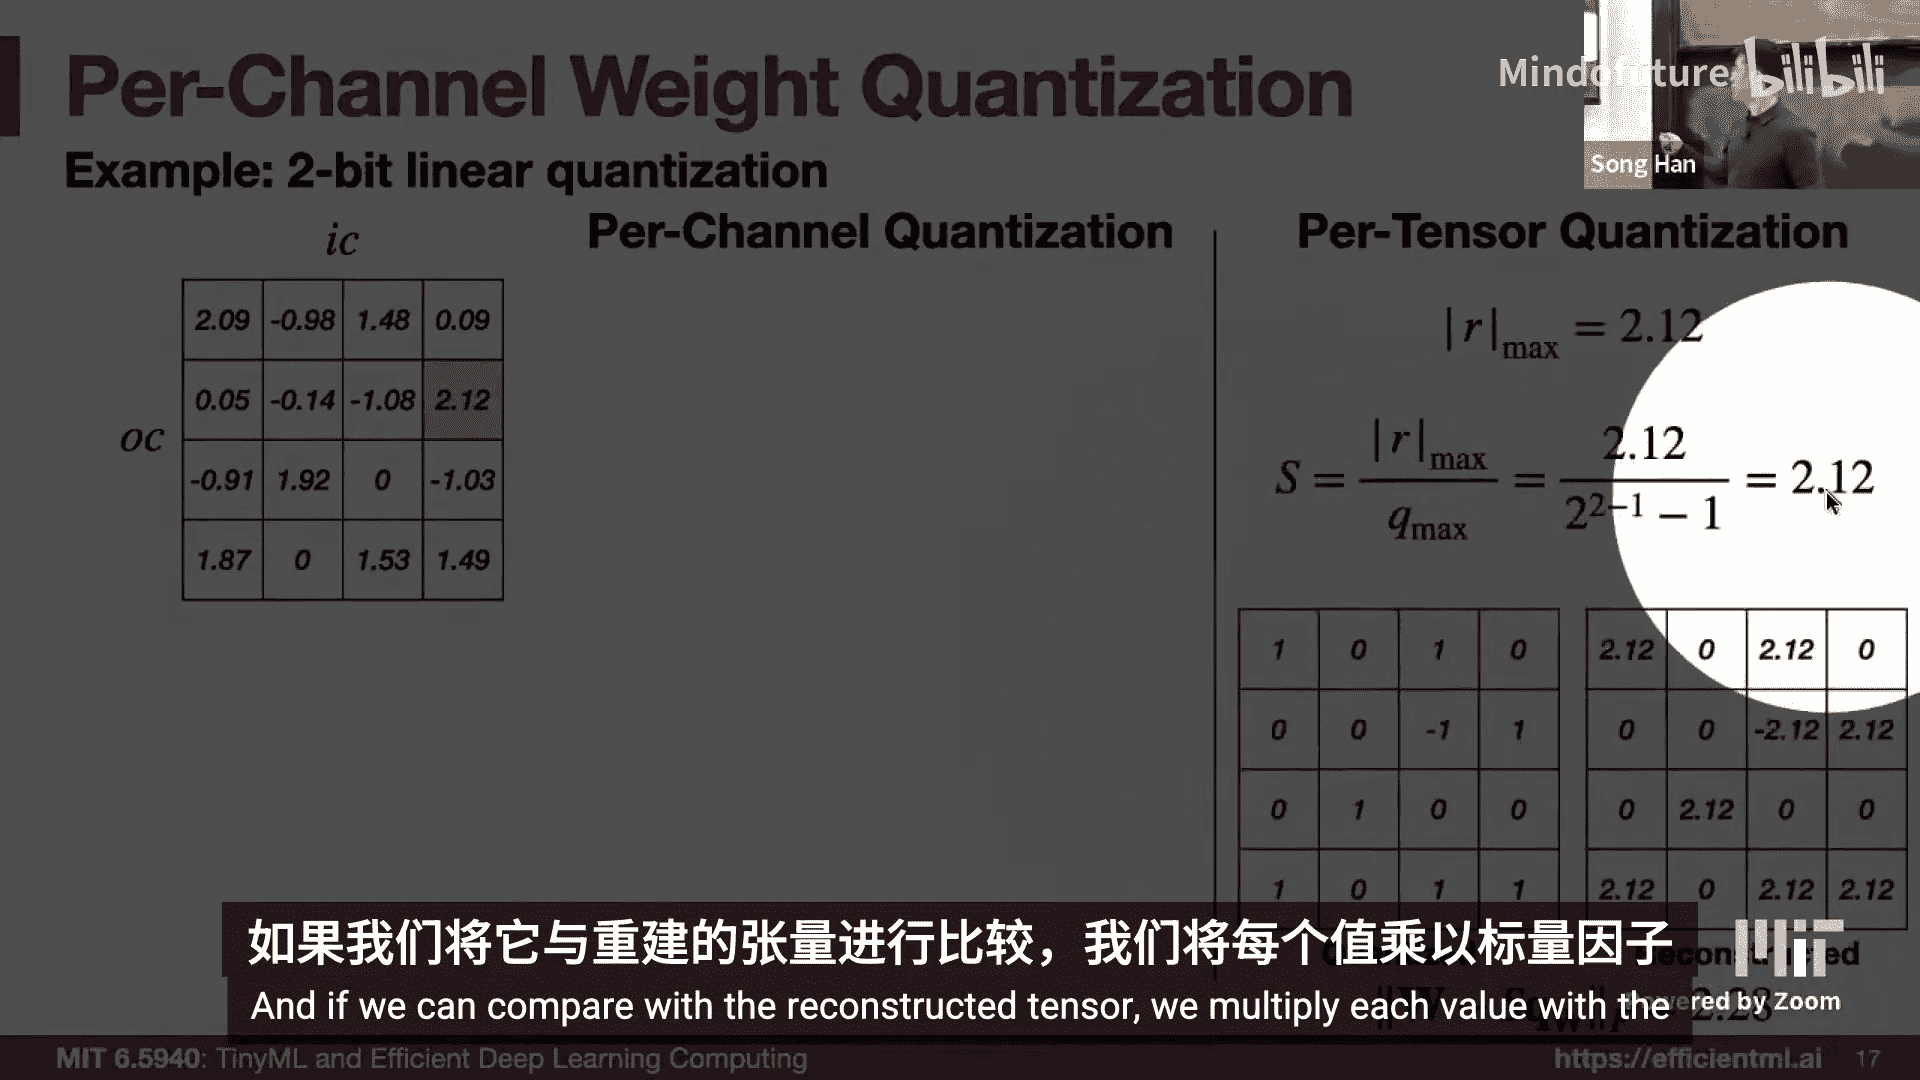 Per-Channel Weight Quantization
Mindofuture
bilibili
Song Han
Example: 2-bit linear quantization
ic
Per-Channel Quantization
Per-Tensor Quantization
oc
2.09 -0.98 1.48 0.09
0.05 -0.14 -1.08 2.12
-0.91 1.92 0 -1.03
1.87 0 1.53 1.49
|r|max = 2.12
S = |r|max / qmax = 2.12 / 2^{2-1} − 1 = 2.12
1 0 1 0
0 0 -1 1
0 1 0 0
1 0 1 1
2.12 0 2.12 0
0 0 -2.12 2.12
0 2.12 0 0
2.12 0 2.12 2.12
如果我们将它与重建的张量进行比较，我们将每个值乘以标量因子
And if we can compare with the reconstructed tensor, we multiply each value with the
MIT
Powered by Zoom
MIT 6.5940: TinyML and Efficient Deep Learning Computing
https://efficientml.ai
17